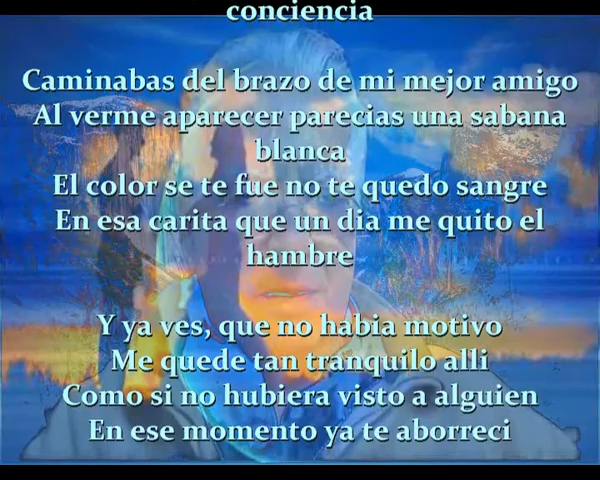 conciencia
Caminabas del brazo de mi mejor amigo
Al verme aparecer parecias una sabana
blanca
El color se te fue no te quedo sangre
En esa carita que un dia me quito el
hambre
Y ya ves, que no habia motivo
Me quede tan tranquilo alli
Como si no hubiera visto a alguien
En ese momento ya te aborreci